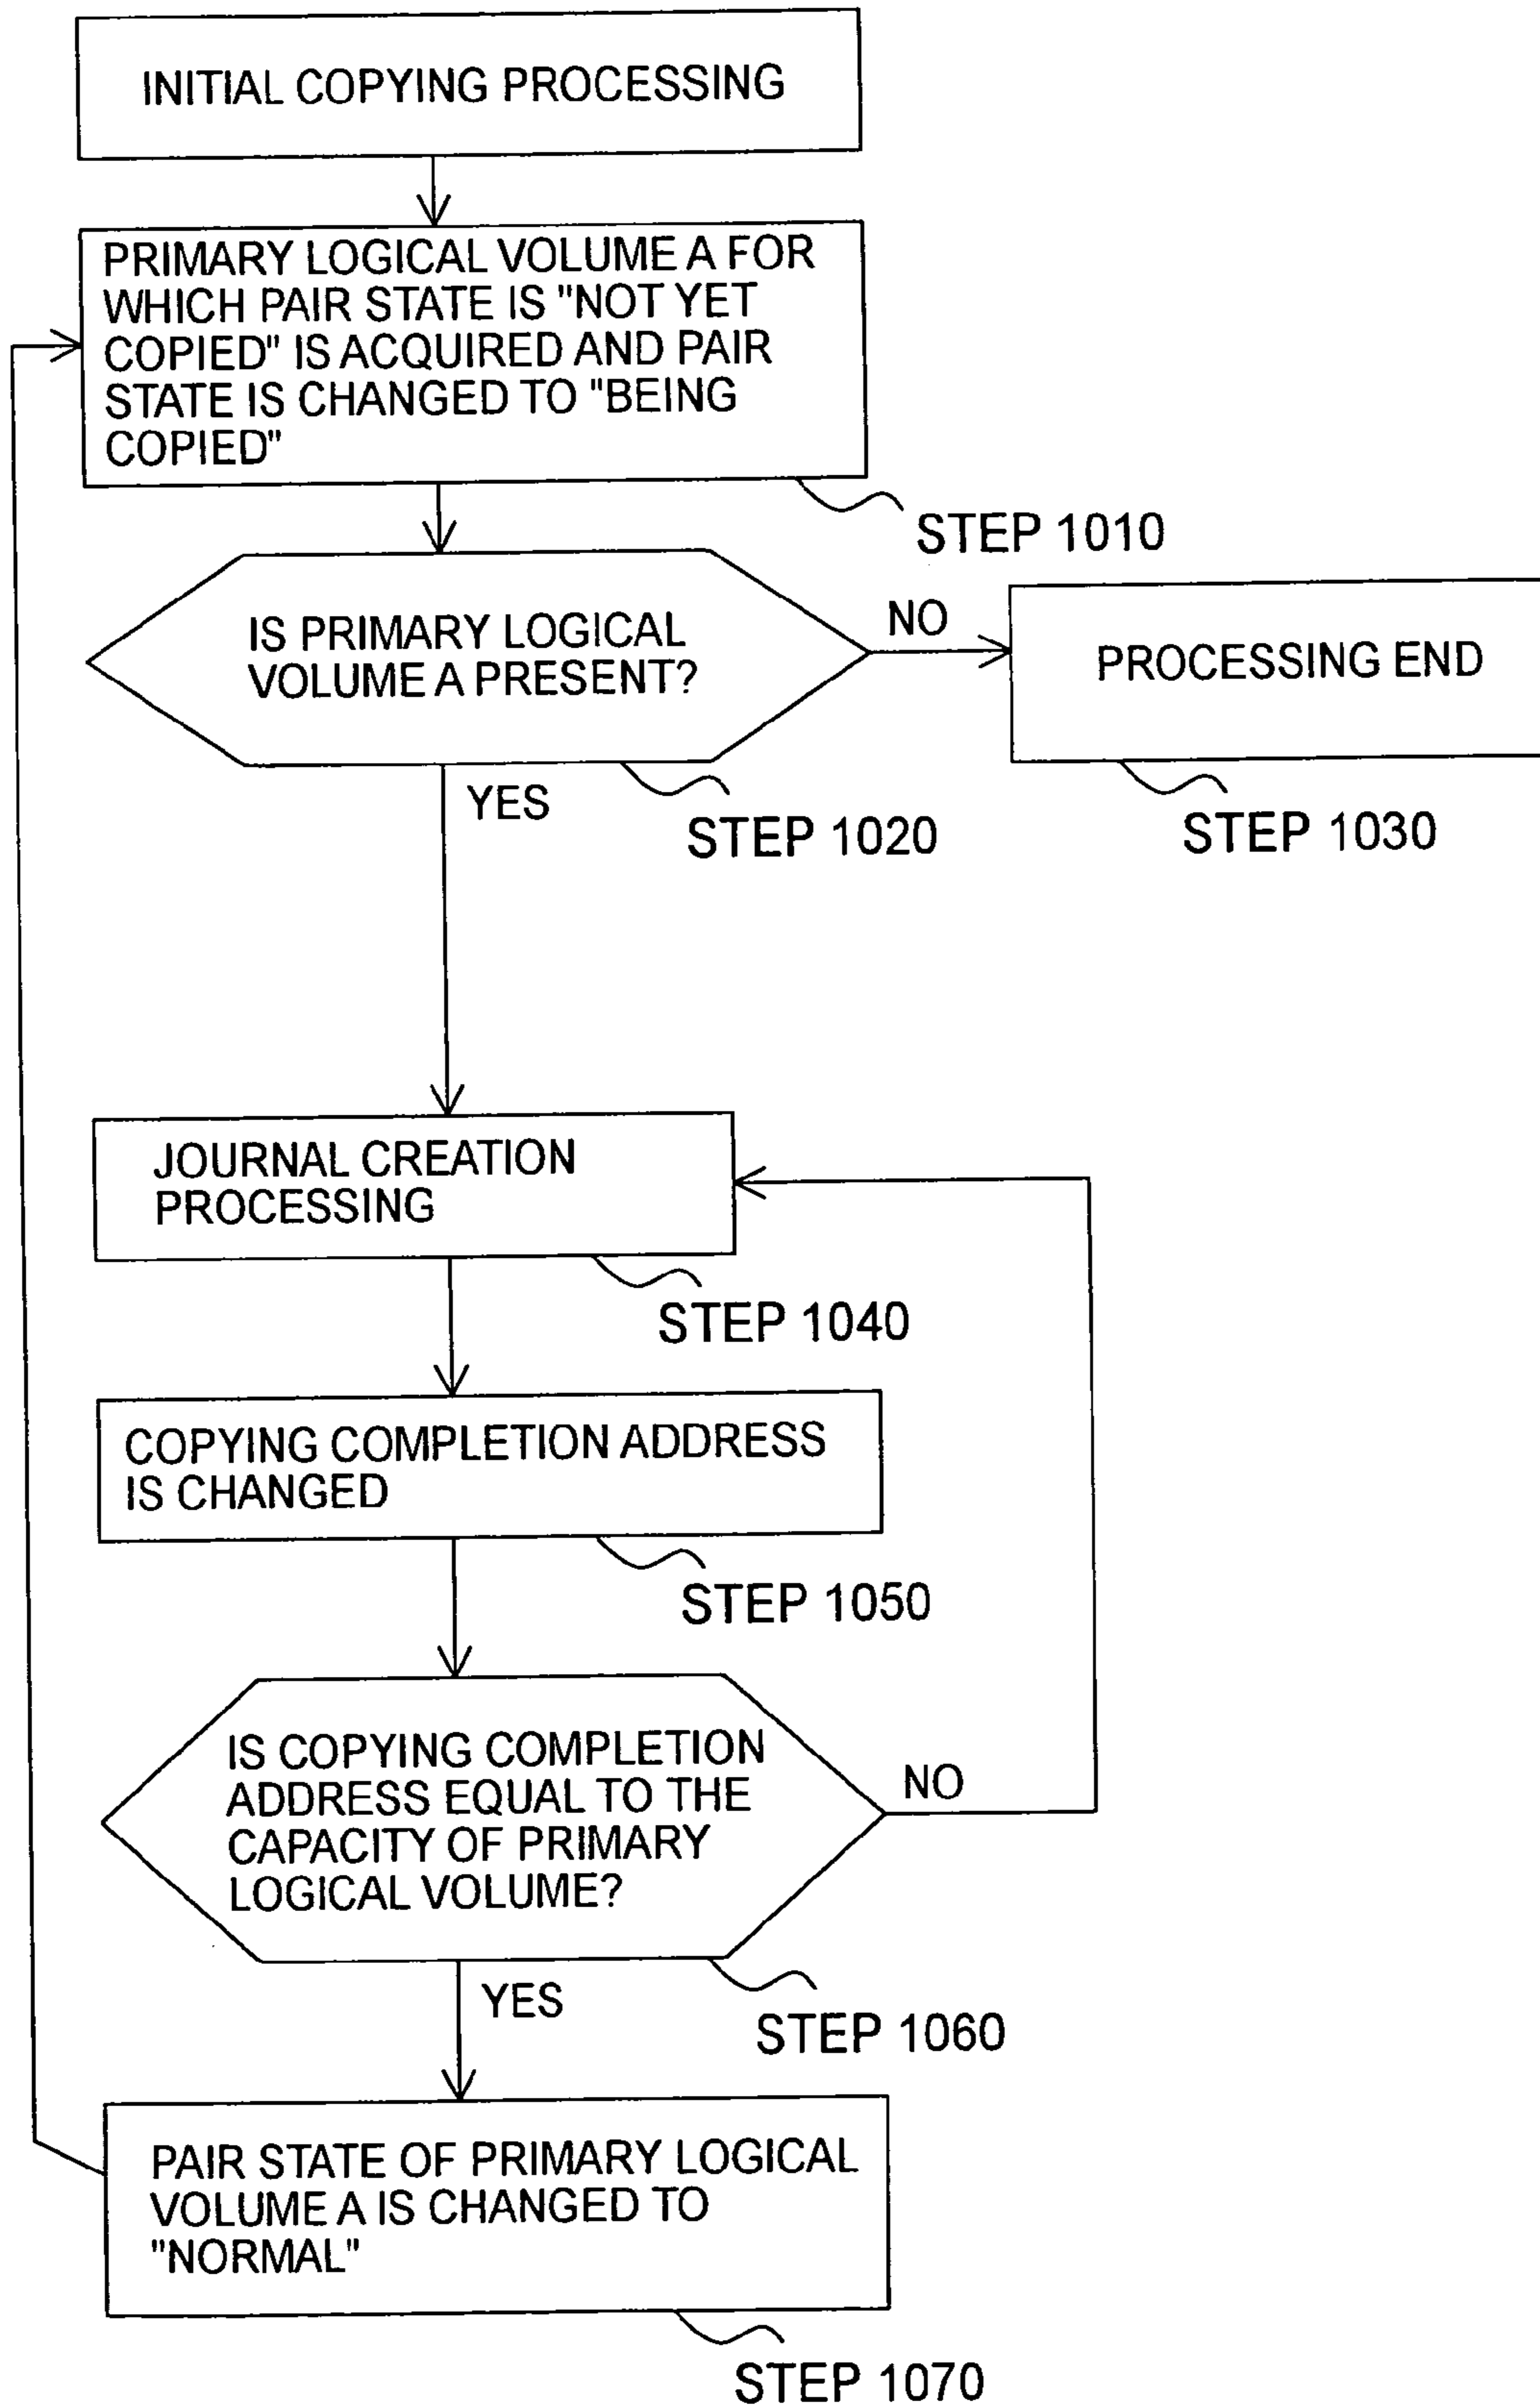 INITIAL COPYING PROCESSING
PRIMARY LOGICAL VOLUME A FOR
WHICH PAIR STATE IS "NOT YET
COPIED" IS ACQUIRED AND PAIR
STATE IS CHANGED TO "BEING
COPIED"
STEP 1010
IS PRIMARY LOGICAL
VOLUME A PRESENT?
NO
PROCESSING END
YES
STEP 1020
STEP 1030
JOURNAL CREATION
PROCESSING
STEP 1040
COPYING COMPLETION ADDRESS
IS CHANGED
STEP 1050
IS COPYING COMPLETION
ADDRESS EQUAL TO THE
CAPACITY OF PRIMARY
LOGICAL VOLUME?
NO
YES
STEP 1060
PAIR STATE OF PRIMARY LOGICAL
VOLUME A IS CHANGED TO
"NORMAL"
STEP 1070